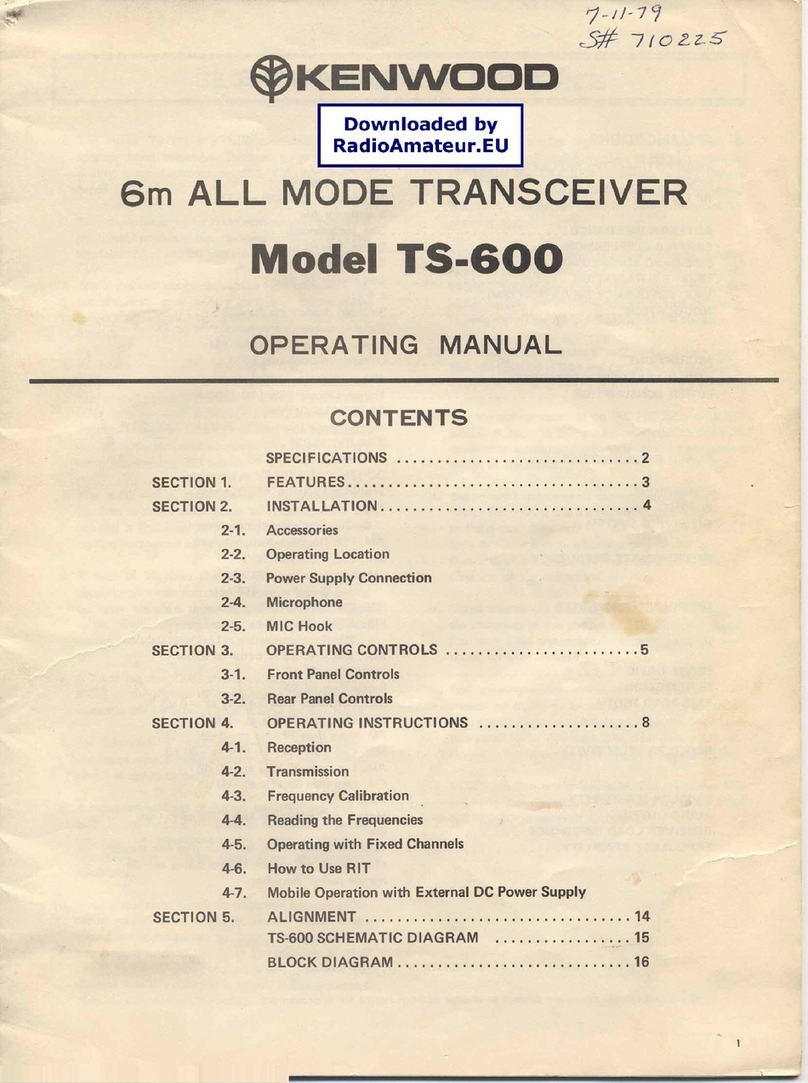 7-11-79
S# 710225
KENWOOD
Downloaded by
RadioAmateur.EU
6m ALL MODE TRANSCEIVER
Model TS-600
OPERATING MANUAL
CONTENTS
SPECIFICATIONS .............................. 2
SECTION 1. FEATURES .................................... 3
SECTION 2. INSTALLATION ................................ 4
2-1. Accessories
2-2. Operating Location
2-3. Power Supply Connection
2-4. Microphone
2-5. MIC Hook
SECTION 3. OPERATING CONTROLS ........................ 5
3-1. Front Panel Controls
3-2. Rear Panel Controls
SECTION 4. OPERATING INSTRUCTIONS .................... 8
4-1. Reception
4-2. Transmission
4-3. Frequency Calibration
4-4. Reading the Frequencies
4-5. Operating with Fixed Channels
4-6. How to Use RIT
4-7. Mobile Operation with External DC Power Supply
SECTION 5. ALIGNMENT ................................. 14
TS-600 SCHEMATIC DIAGRAM ................. 15
BLOCK DIAGRAM ............................. 16
1